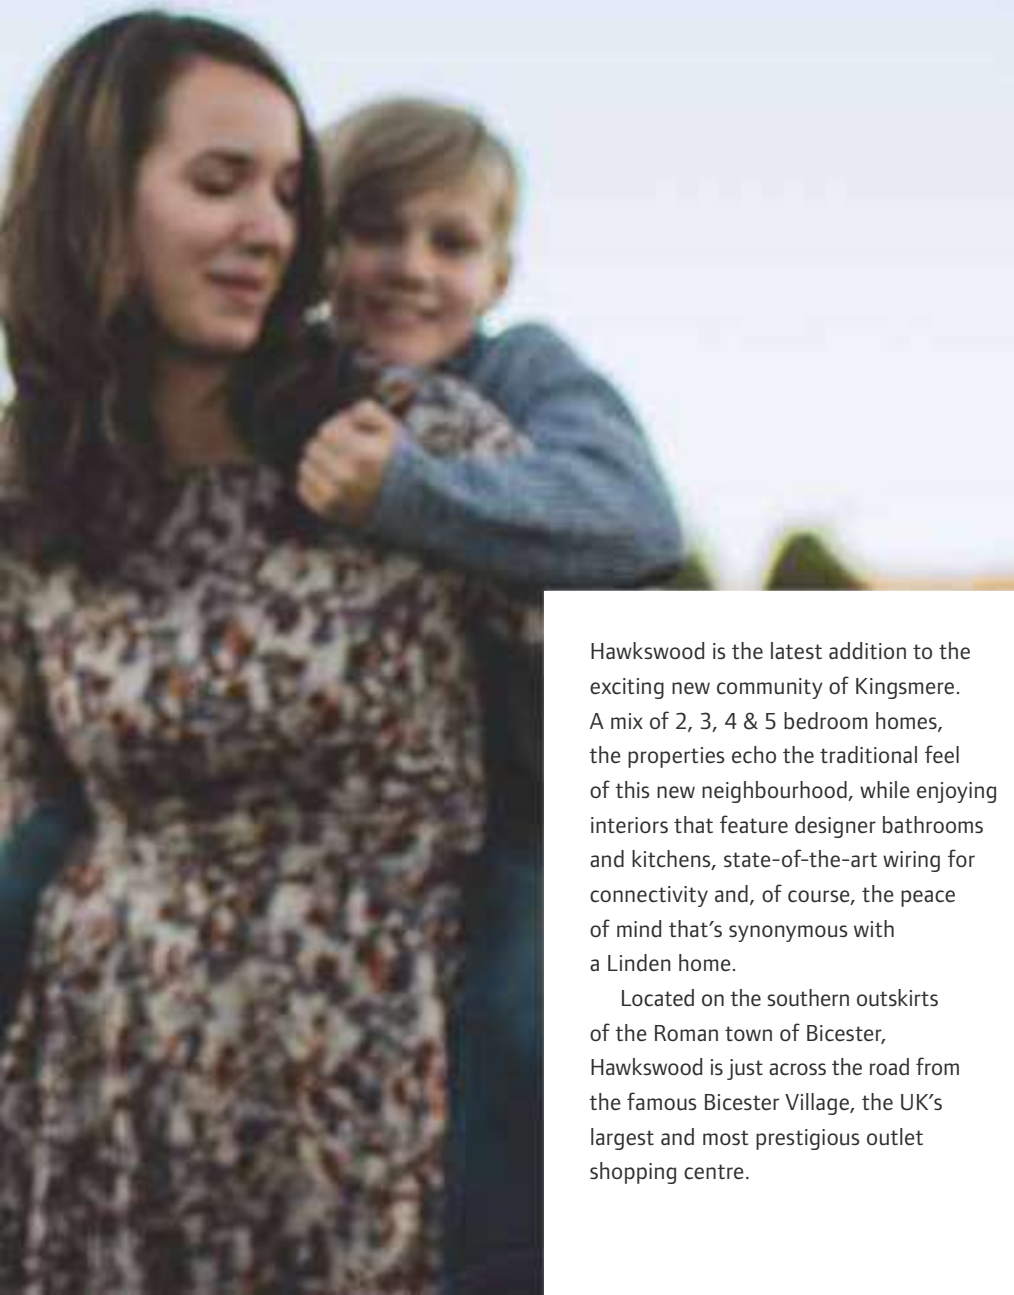 Hawkswood is the latest addition to the
exciting new community of Kingsmere.
A mix of 2, 3, 4 & 5 bedroom homes,
the properties echo the traditional feel
of this new neighbourhood, while enjoying
interiors that feature designer bathrooms
and kitchens, state-of-the-art wiring for
connectivity and, of course, the peace
of mind that’s synonymous with
a Linden home.
Located on the southern outskirts
of the Roman town of Bicester,
Hawkswood is just across the road from
the famous Bicester Village, the UK’s
largest and most prestigious outlet
shopping centre.